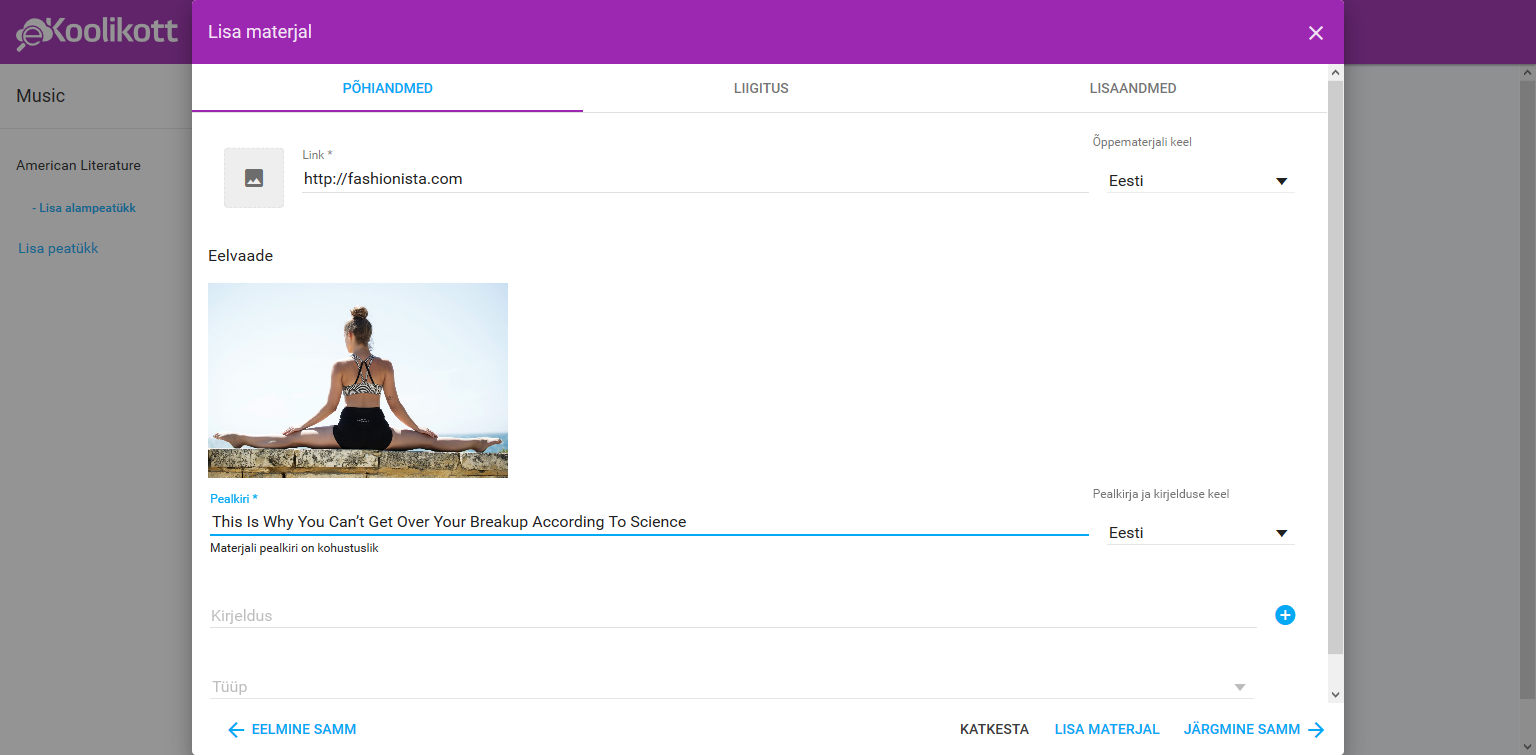 eKoolikott
Lisa materjal
Music
American Literature
- Lisa alampeatükk
Lisa peatükk
PÕHIANDMED
LIIGITUS
LISAANDMED
Link *
http://fashionista.com
Õppematerjali keel
Eesti
Eelvaade
Pealkiri *
This Is Why You Can’t Get Over Your Breakup According To Science
Materjali pealkiri on kohustuslik
Pealkirja ja kirjelduse keel
Eesti
Kirjeldus
Tüüp
EELMINE SAMM
KATKESTA
LISA MATERJAL
JÄRGMINE SAMM